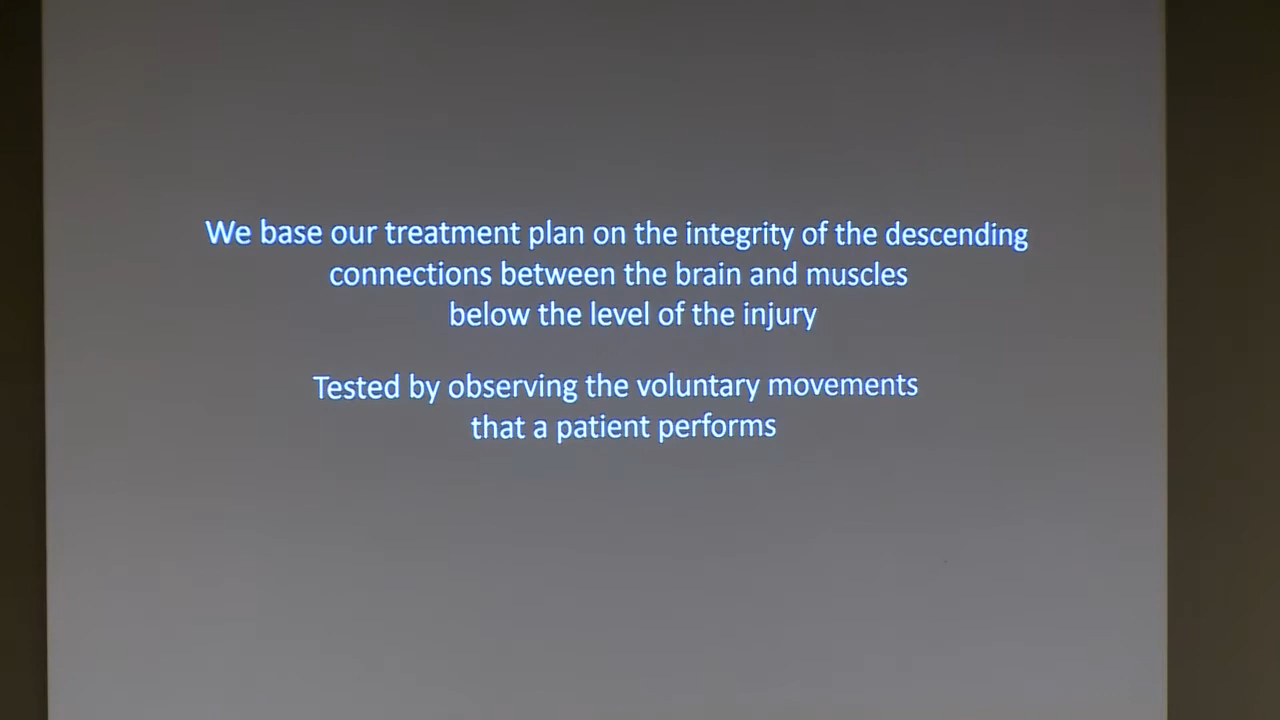 We base our treatment plan on the integrity of the descending
connections between the brain and muscles
below the level of the injury
Tested by observing the voluntary movements
that a patient performs